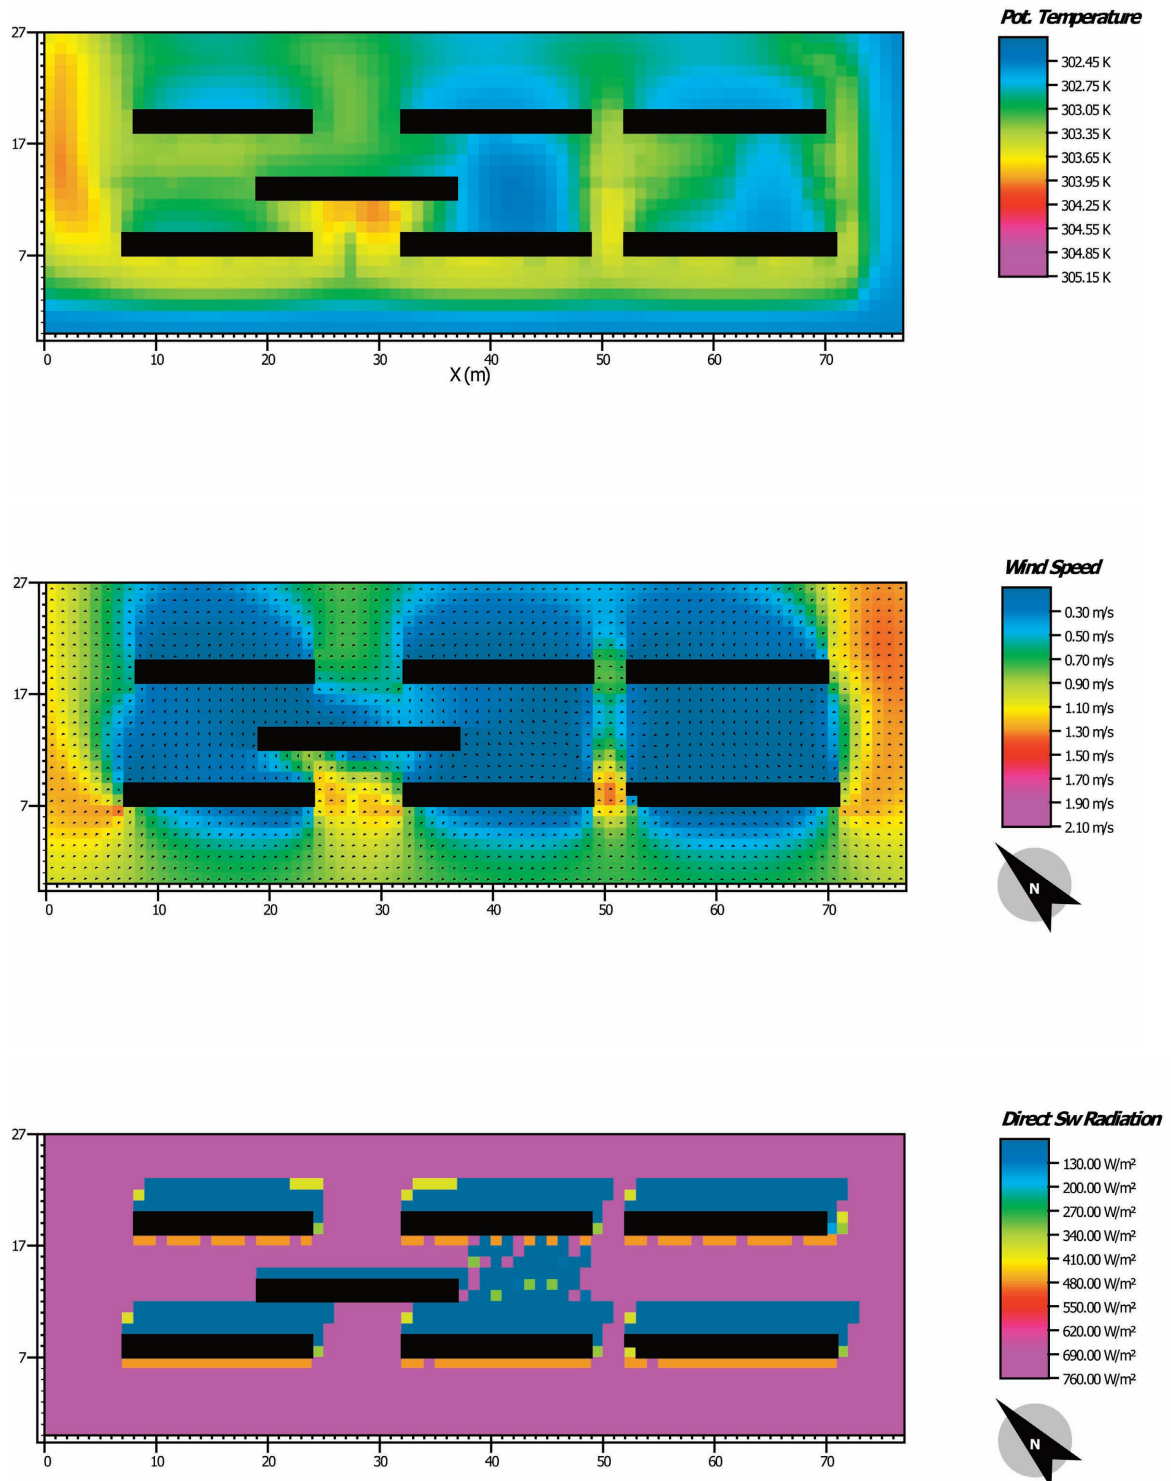 Pot. Temperature
27
17
7
0 10 20 30 40 50 60 70
X (m)
302.45 K
302.75 K
303.05 K
303.35 K
303.65 K
303.95 K
304.25 K
304.55 K
304.85 K
305.15 K
Wind Speed
27
17
7
0 10 20 30 40 50 60 70
0.30 m/s
0.50 m/s
0.70 m/s
0.90 m/s
1.10 m/s
1.30 m/s
1.50 m/s
1.70 m/s
1.90 m/s
2.10 m/s
N
Direct Sw Radiation
27
17
7
0 10 20 30 40 50 60 70
130.00 W/m²
200.00 W/m²
270.00 W/m²
340.00 W/m²
410.00 W/m²
480.00 W/m²
550.00 W/m²
620.00 W/m²
690.00 W/m²
760.00 W/m²
N